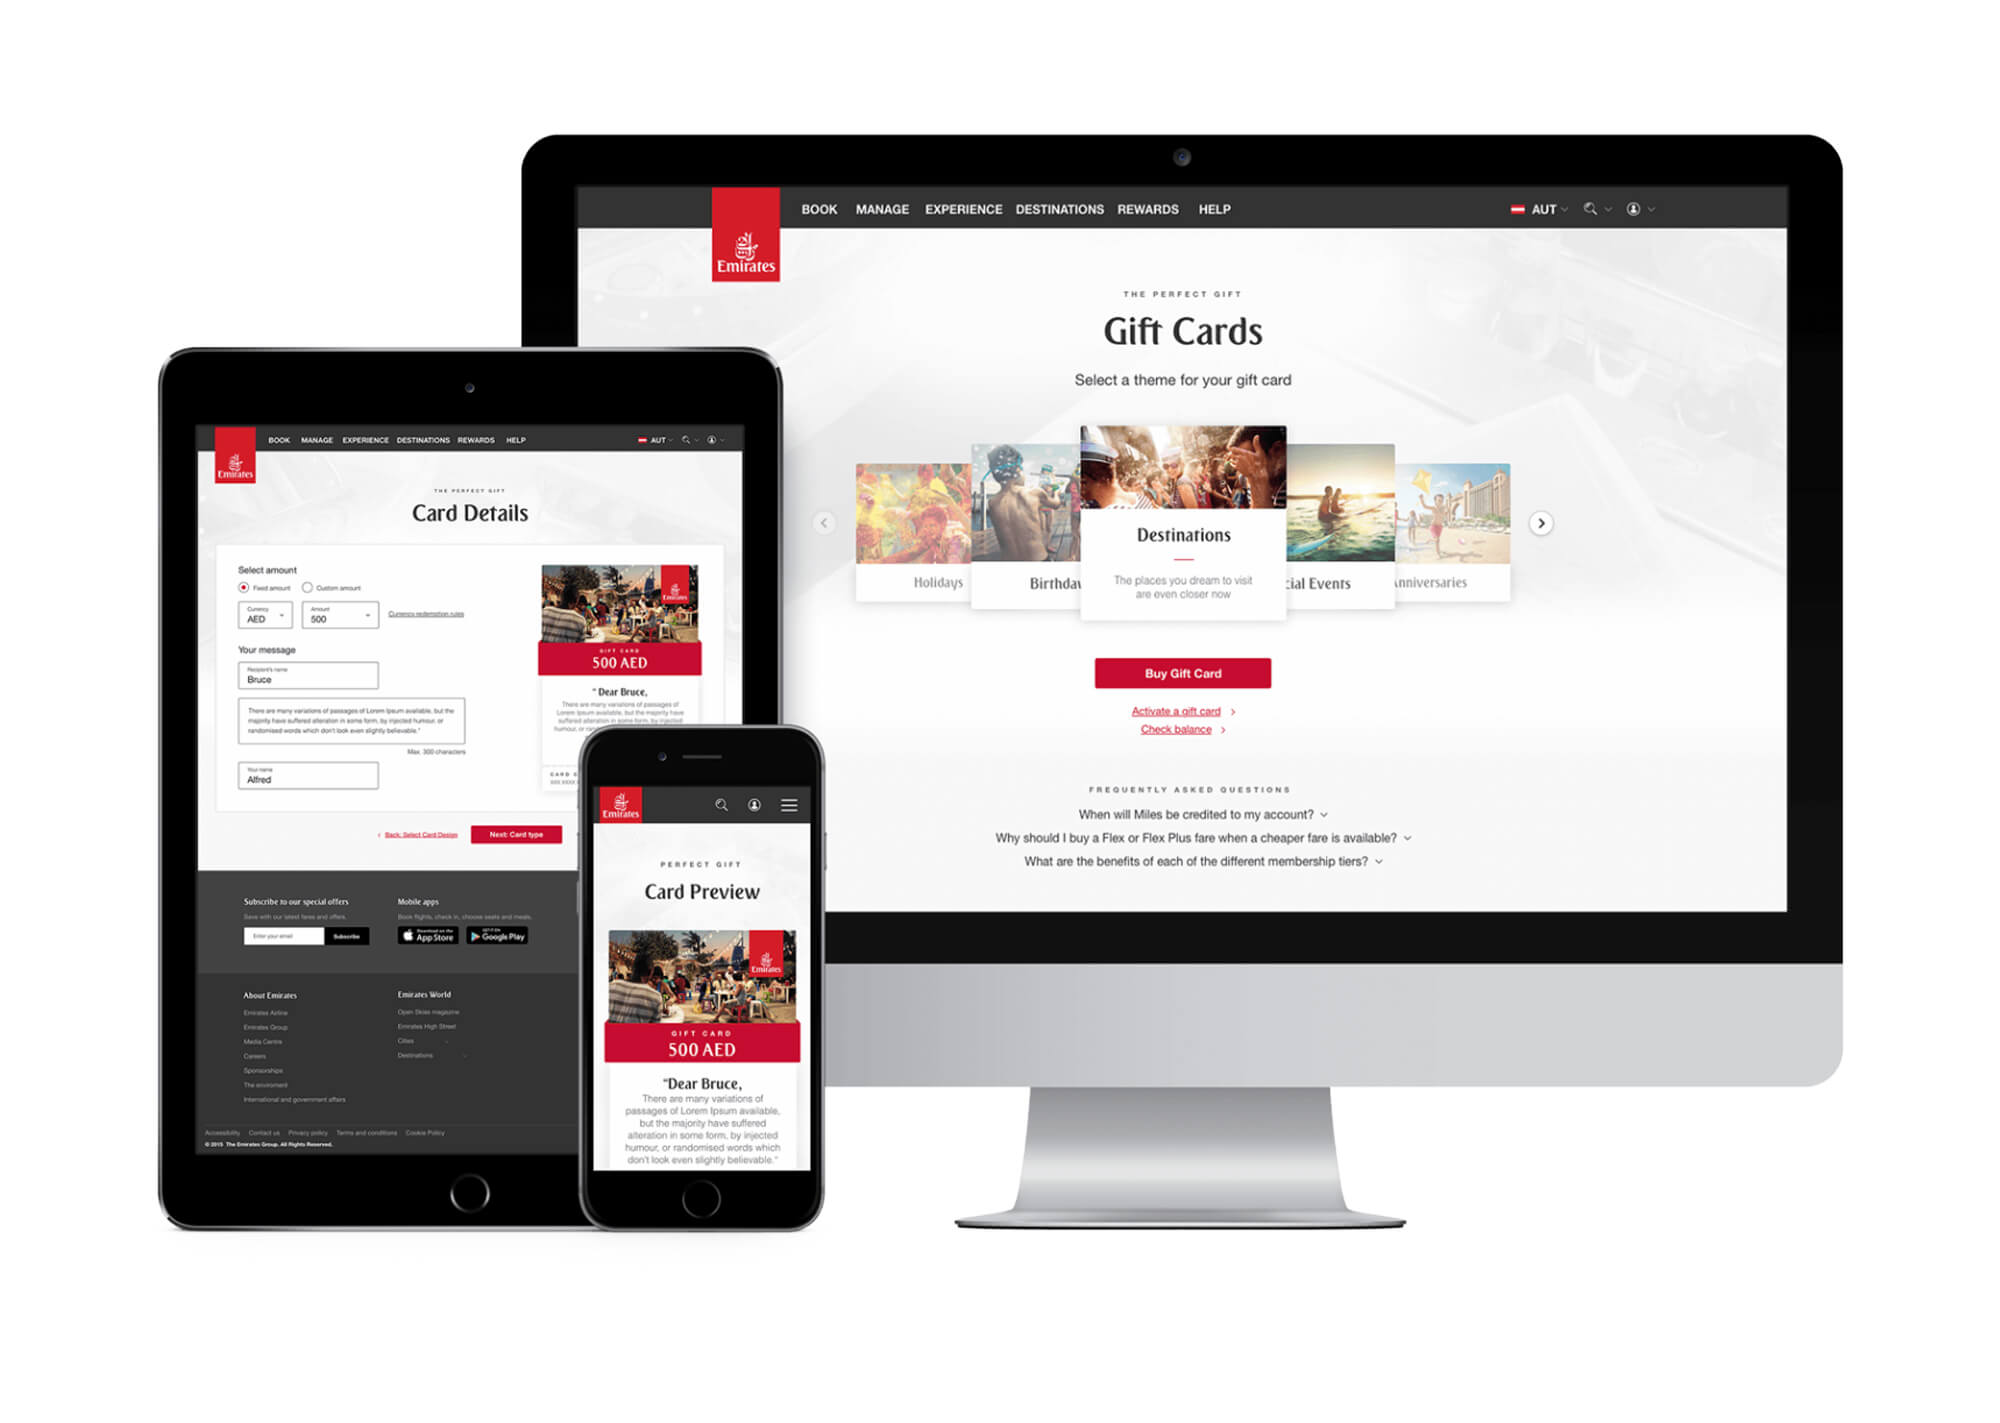 BOOK MANAGE EXPERIENCE DESTINATIONS REWARDS HELP
AUT
Emirates
THE PERFECT GIFT
Gift Cards
Select a theme for your gift card
Holidays
Birthday
Destinations
The places you dream to visit
are even closer now
cial Events
Anniversaries
Buy Gift Card
Activate a gift card
Check balance
FREQUENTLY ASKED QUESTIONS
When will Miles be credited to my account?
Why should I buy a Flex or Flex Plus fare when a cheaper fare is available?
What are the benefits of each of the different membership tiers?
BOOK MANAGE EXPERIENCE DESTINATIONS REWARDS HELP
AUT
Emirates
THE PERFECT GIFT
Card Details
Select amount
Fixed amount Custom amount
Currency
AED
Amount
500
Currency redemption rules
Your message
Recipient's name
Bruce
There are many variations of passages of Lorem Ipsum available, but the
majority have suffered alteration in some form, by injected humour, or
randomised words which don't look even slightly believable."
Max. 300 characters
Your name
Alfred
Emirates
GIFT CARD
500 AED
" Dear Bruce,
There are many variations of passages of
Lorem Ipsum available, but the majority have
suffered alteration in some form, by injected
humour, or
CARD
Back: Select Card Design
Next: Card type
Subscribe to our special offers
Save with our latest fares and offers.
Enter your email
Subscribe
Mobile apps
Book flights, check in, choose seats and meals.
Download on the
App Store
GET IT ON
Google Play
About Emirates
Emirates Airline
Emirates Group
Media Centre
Careers
Sponsorships
The enviroment
International and government affairs
Emirates World
Open Skies magazine
Emirates High Street
Cities
Destinations
Accessibility Contact us Privacy policy Terms and conditions Cookie Policy
© 2015 The Emirates Group. All Rights Reserved.
Emirates
PERFECT GIFT
Card Preview
Emirates
GIFT CARD
500 AED
"Dear Bruce,
There are many variations of
passages of Lorem Ipsum available,
but the majority have suffered
alteration in some form, by injected
humour, or randomised words which
don't look even slightly believable."